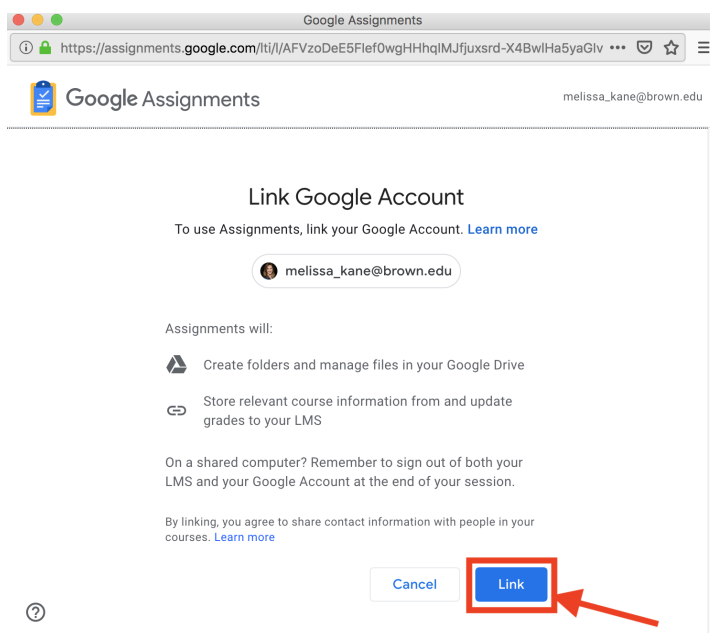 Google Assignments
https://assignments.google.com/lti/l/AFVzoDeE5Flef0wgHHhqIMJfjuxsrd-X4BwlHa5yaGlv
Google Assignments
melissa_kane@brown.edu
Link Google Account
To use Assignments, link your Google Account. Learn more
melissa_kane@brown.edu
Assignments will:
Create folders and manage files in your Google Drive
Store relevant course information from and update
grades to your LMS
On a shared computer? Remember to sign out of both your
LMS and your Google Account at the end of your session.
By linking, you agree to share contact information with people in your
courses. Learn more
Cancel
Link